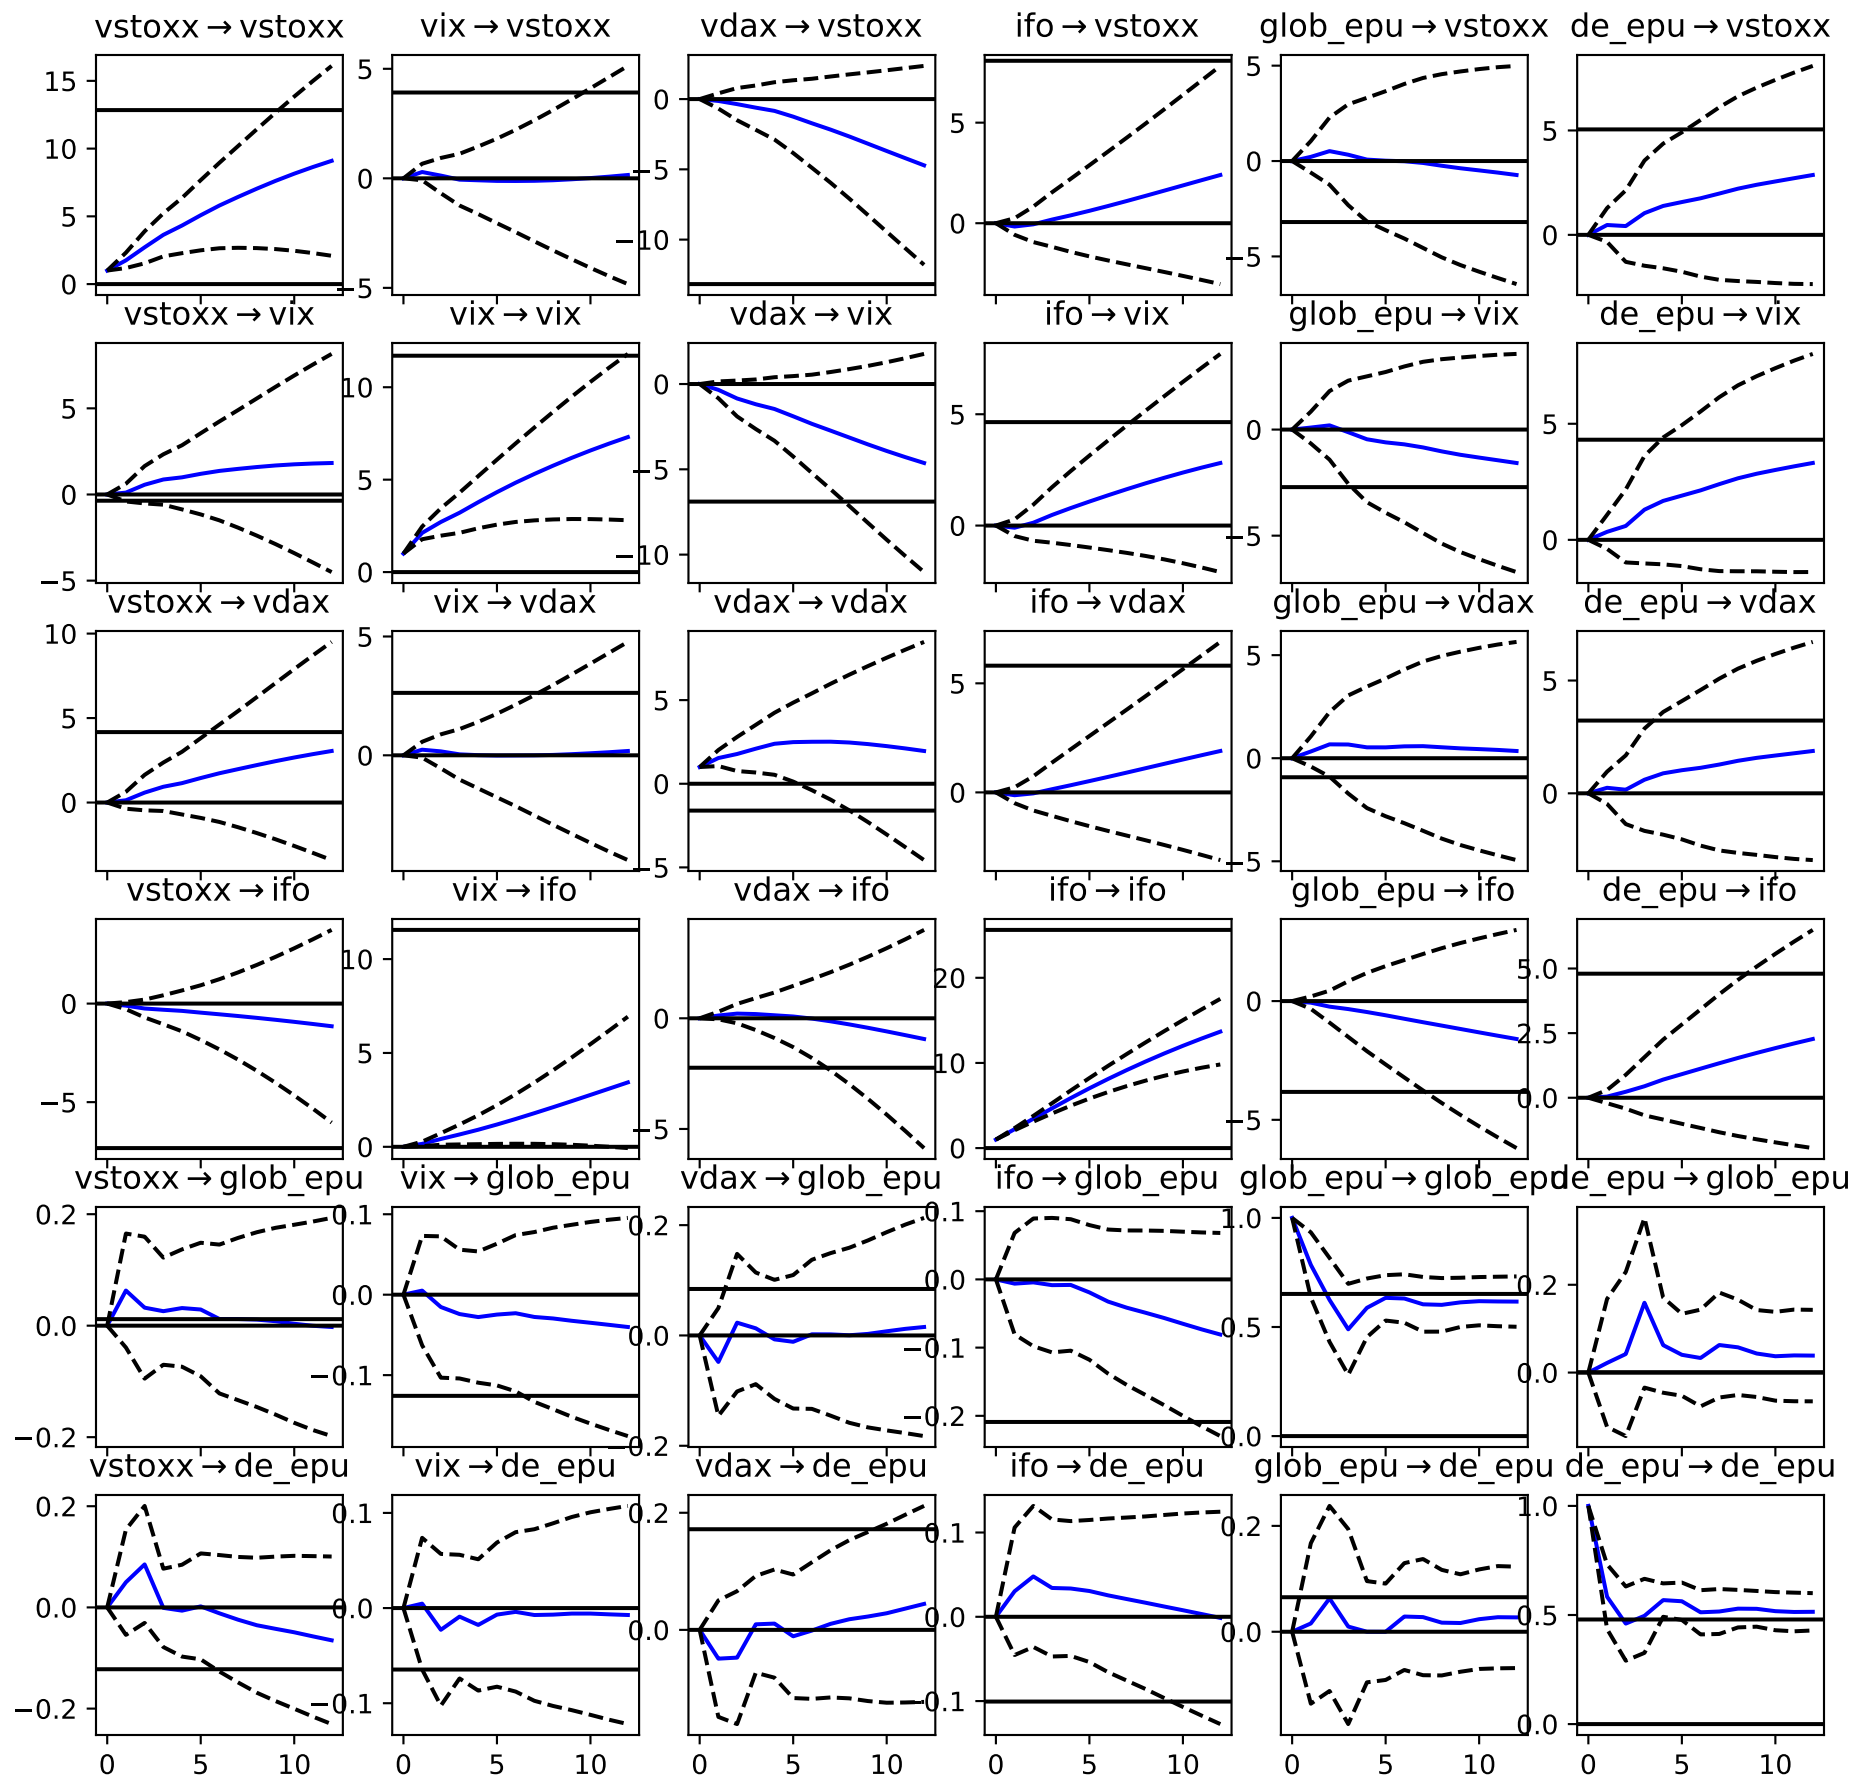 vstoxx→vstoxx vix→vstoxx vdax→vstoxx ifo→vstoxx glob_epu→vstoxx de_epu→vstoxx
15 10 5 0
5 0 −5
0 −5 −10
5 0
5 0 −5
5 0
vstoxx→vix vix→vix vdax→vix ifo→vix glob_epu→vix de_epu→vix
5 0 −5
10 5 0
0 −5 −10
5 0
0 −5
5 0
vstoxx→vdax vix→vdax vdax→vdax ifo→vdax glob_epu→vdax de_epu→vdax
10 5 0
5 0
5 0 −5
5 0
5 0 −5
5 0
vstoxx→ifo vix→ifo vdax→ifo ifo→ifo glob_epu→ifo de_epu→ifo
0 −5
10 5 0
0 −5
20 10 0
0 −5
5.0 2.5 0.0
vstoxx→glob_epu vix→glob_epu vdax→glob_epu ifo→glob_epu glob_epu→glob_epu de_epu→glob_epu
0.2 0.0 −0.2
0.1 0.0 −0.1
0.2 0.0 −0.2
0.1 0.0 −0.1 −0.2
1.0 0.5 0.0
0.2 0.0
vstoxx→de_epu vix→de_epu vdax→de_epu ifo→de_epu glob_epu→de_epu de_epu→de_epu
0.2 0.0 −0.2
0.1 0.0 −0.1
0.2 0.0
0.1 0.0 −0.1
0.2 0.0
1.0 0.5 0.0
0 5 10 0 5 10 0 5 10 0 5 10 0 5 10 0 5 10